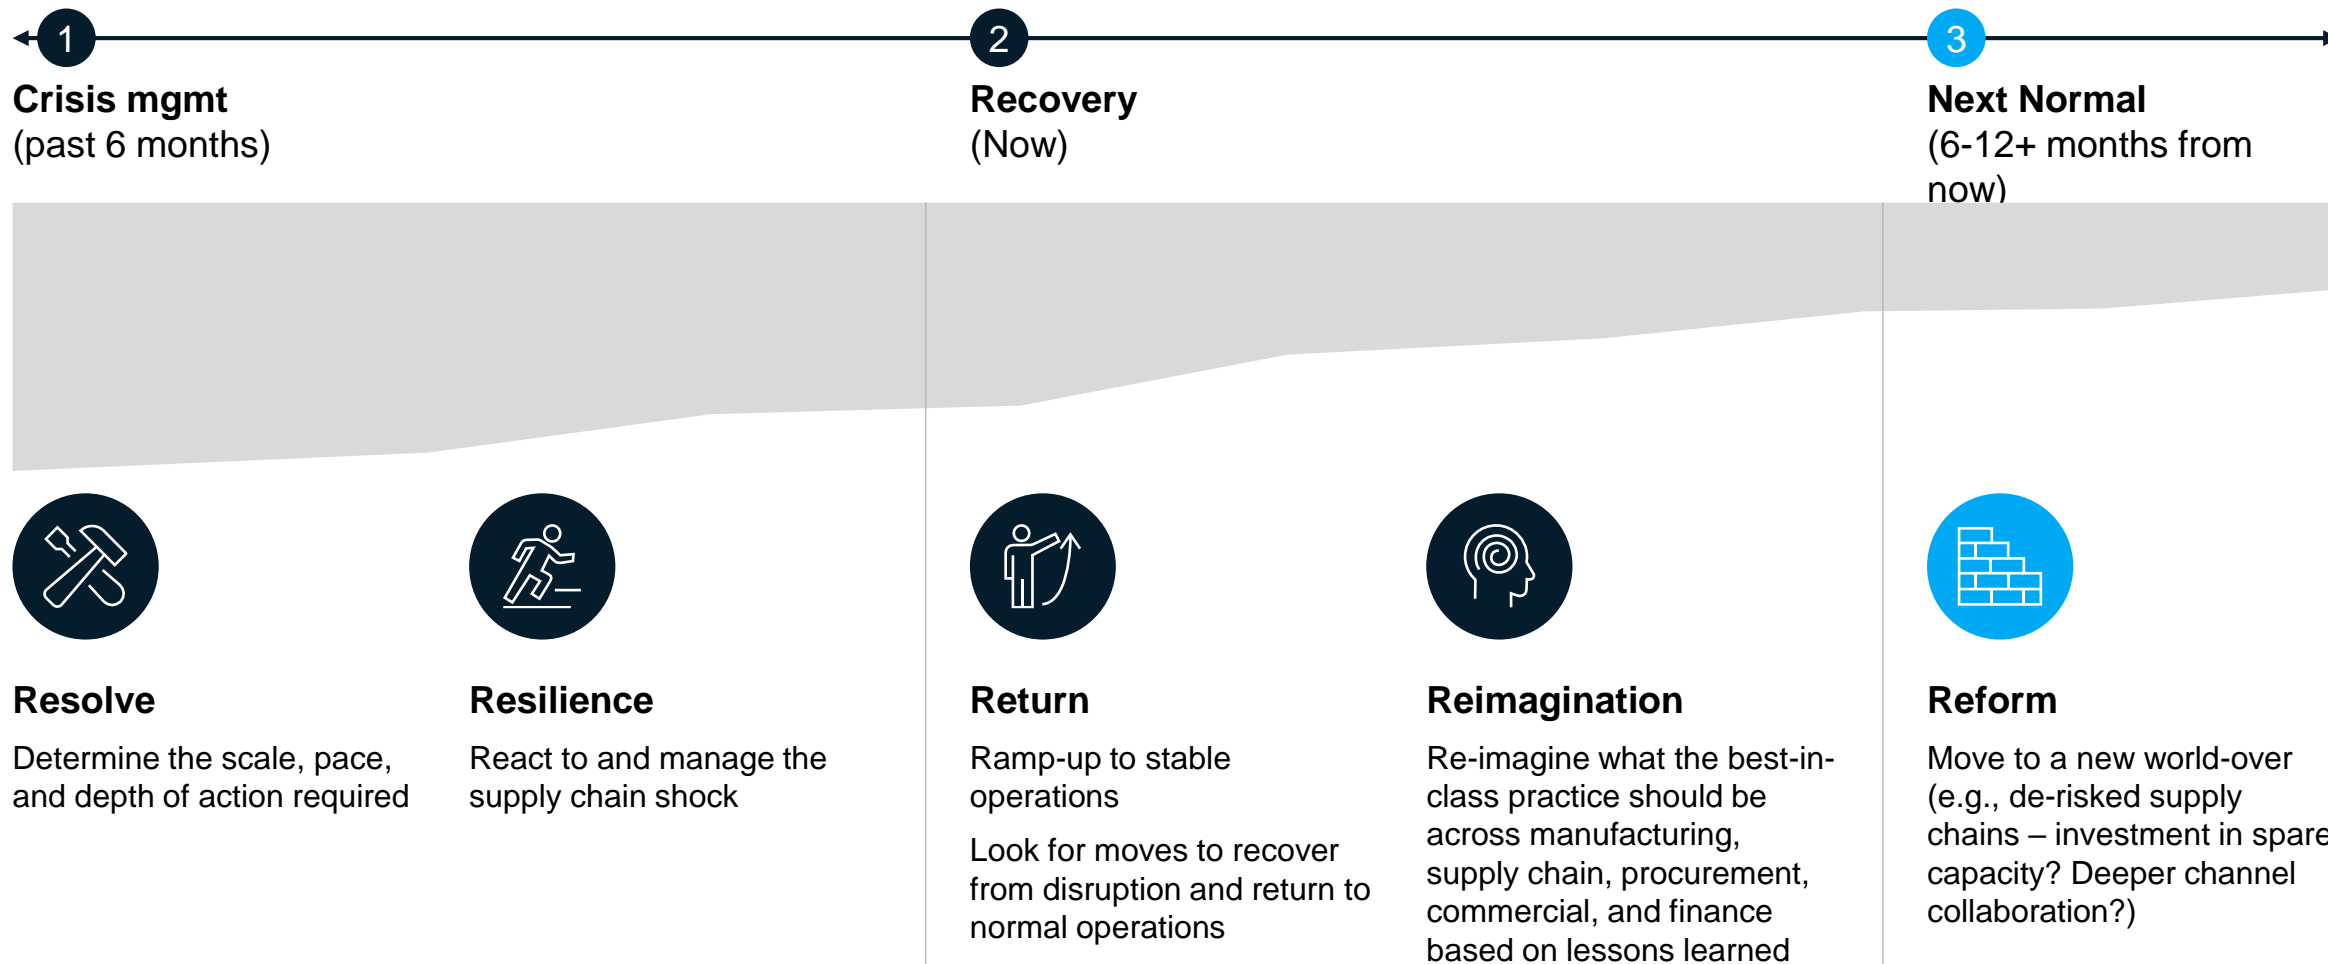 1
2
3
Crisis mgmt
(past 6 months)
Recovery
(Now)
Next Normal
(6-12+ months from
now)
Resolve
Determine the scale, pace,
and depth of action required
Resilience
React to and manage the
supply chain shock
Return
Ramp-up to stable
operations
Look for moves to recover
from disruption and return to
normal operations
Reimagination
Re-imagine what the best-in-
class practice should be
across manufacturing,
supply chain, procurement,
commercial, and finance
based on lessons learned
Reform
Move to a new world-over
(e.g., de-risked supply
chains – investment in spare
capacity? Deeper channel
collaboration?)